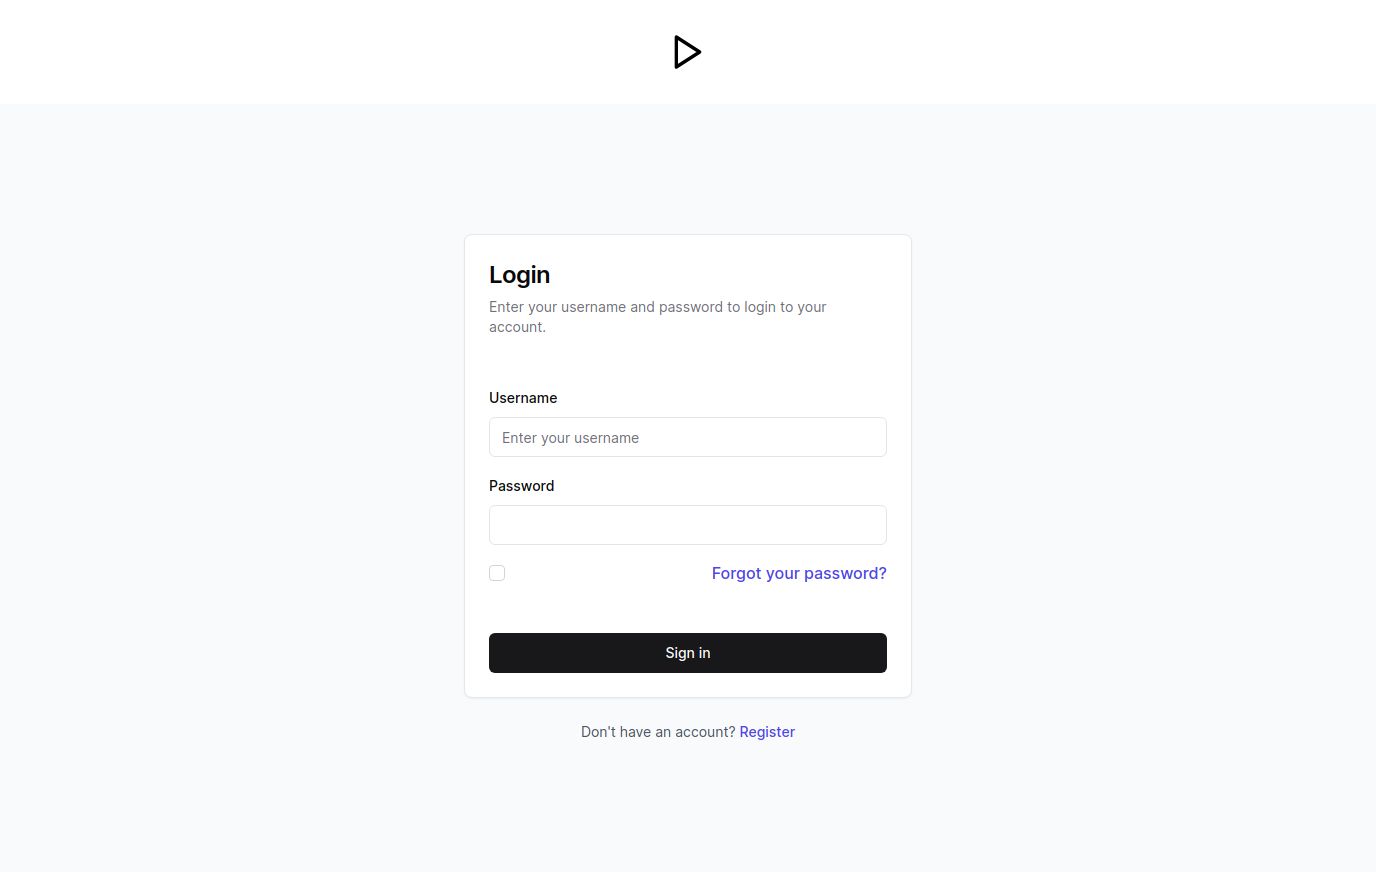 Login
Enter your username and password to login to your
account.
Username
Enter your username
Password
Forgot your password?
Sign in
Don't have an account? Register